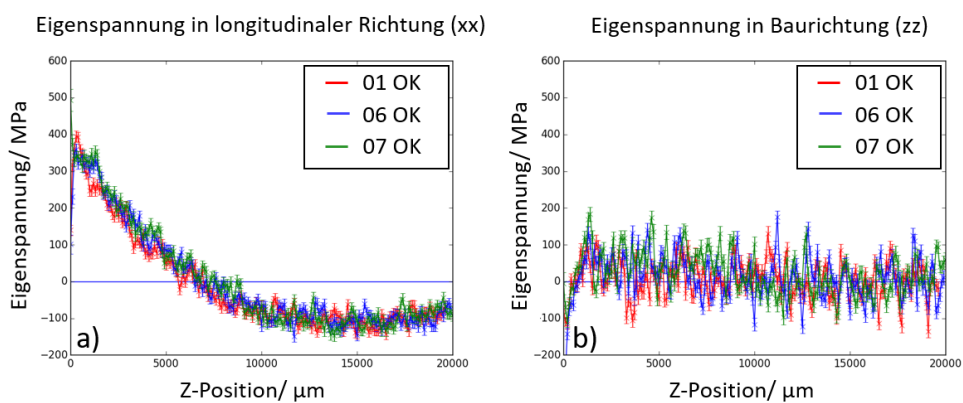 Eigenspannung in longitudinaler Richtung (xx)
Eigenspannung/ MPa
600
500
400
300
200
100
0
−100
−200
01 OK
06 OK
07 OK
a)
0
5000
10000
15000
20000
Z-Position/ µm
Eigenspannung in Baurichtung (zz)
Eigenspannung/ MPa
600
500
400
300
200
100
0
−100
−200
01 OK
06 OK
07 OK
b)
0
5000
10000
15000
20000
Z-Position/ µm